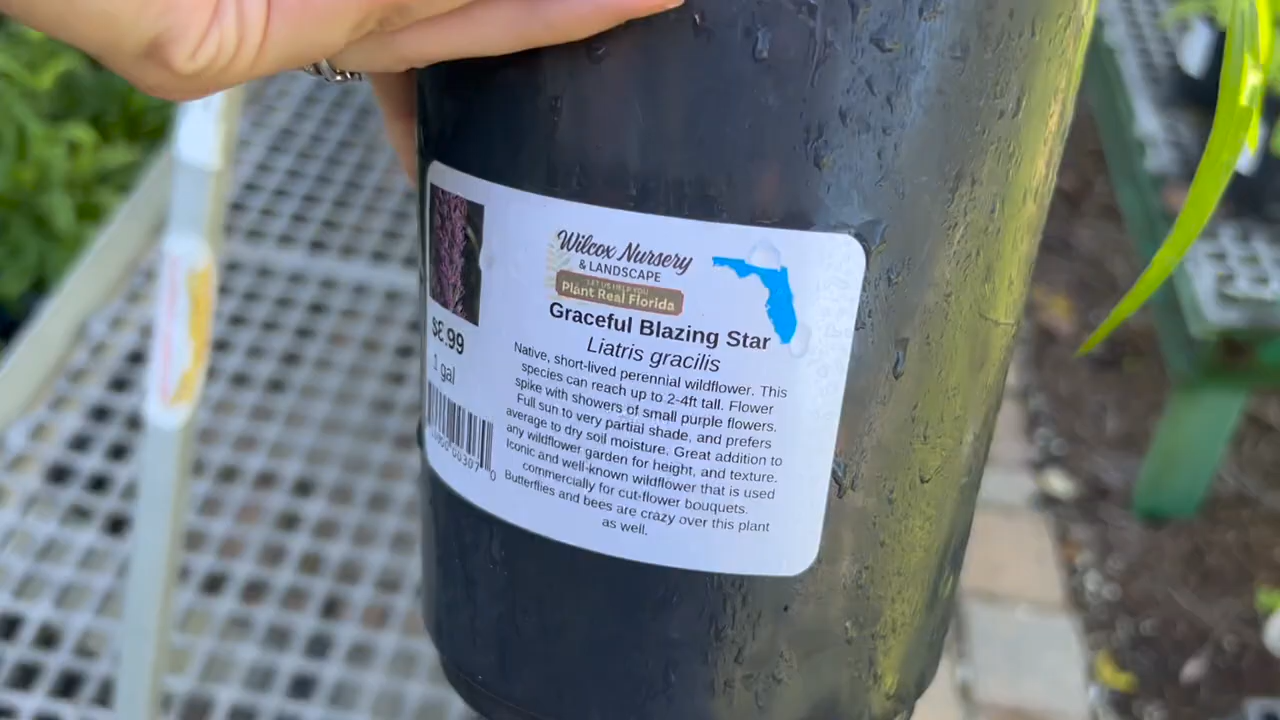 Wilcox Nursery
& LANDSCAPE
LET US HELP YOU
Plant Real Florida
Graceful Blazing Star
Liatris gracilis
Native, short-lived perennial wildflower. This
species can reach up to 2-4ft tall. Flower
spike with showers of small purple flowers.
Full sun to very partial shade, and prefers
average to dry soil moisture. Great addition to
any wildflower garden for height, and texture.
Iconic and well-known wildflower that is used
commercially for cut-flower bouquets.
Butterflies and bees are crazy over this plant
as well.
1 gal